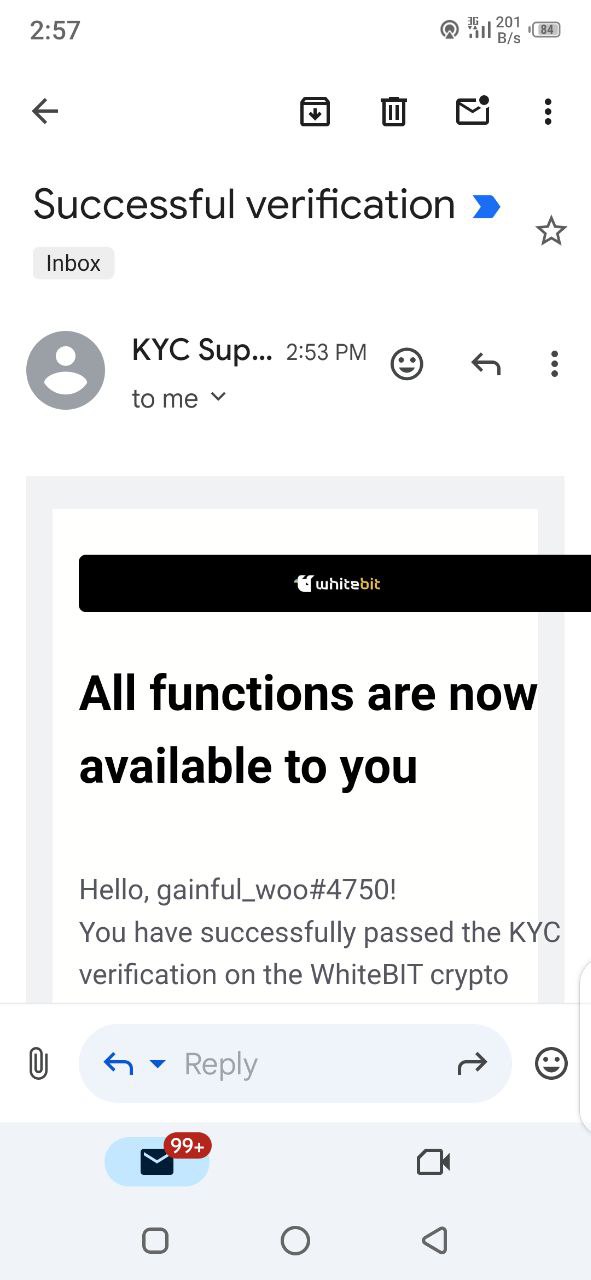 2:57
3G
201
B/s
84
Successful verification
Inbox
KYC Sup... 2:53 PM
to me
whitebit
All functions are now
available to you
Hello, gainful_woo#4750!
You have successfully passed the KYC
verification on the WhiteBIT crypto
Reply
99+